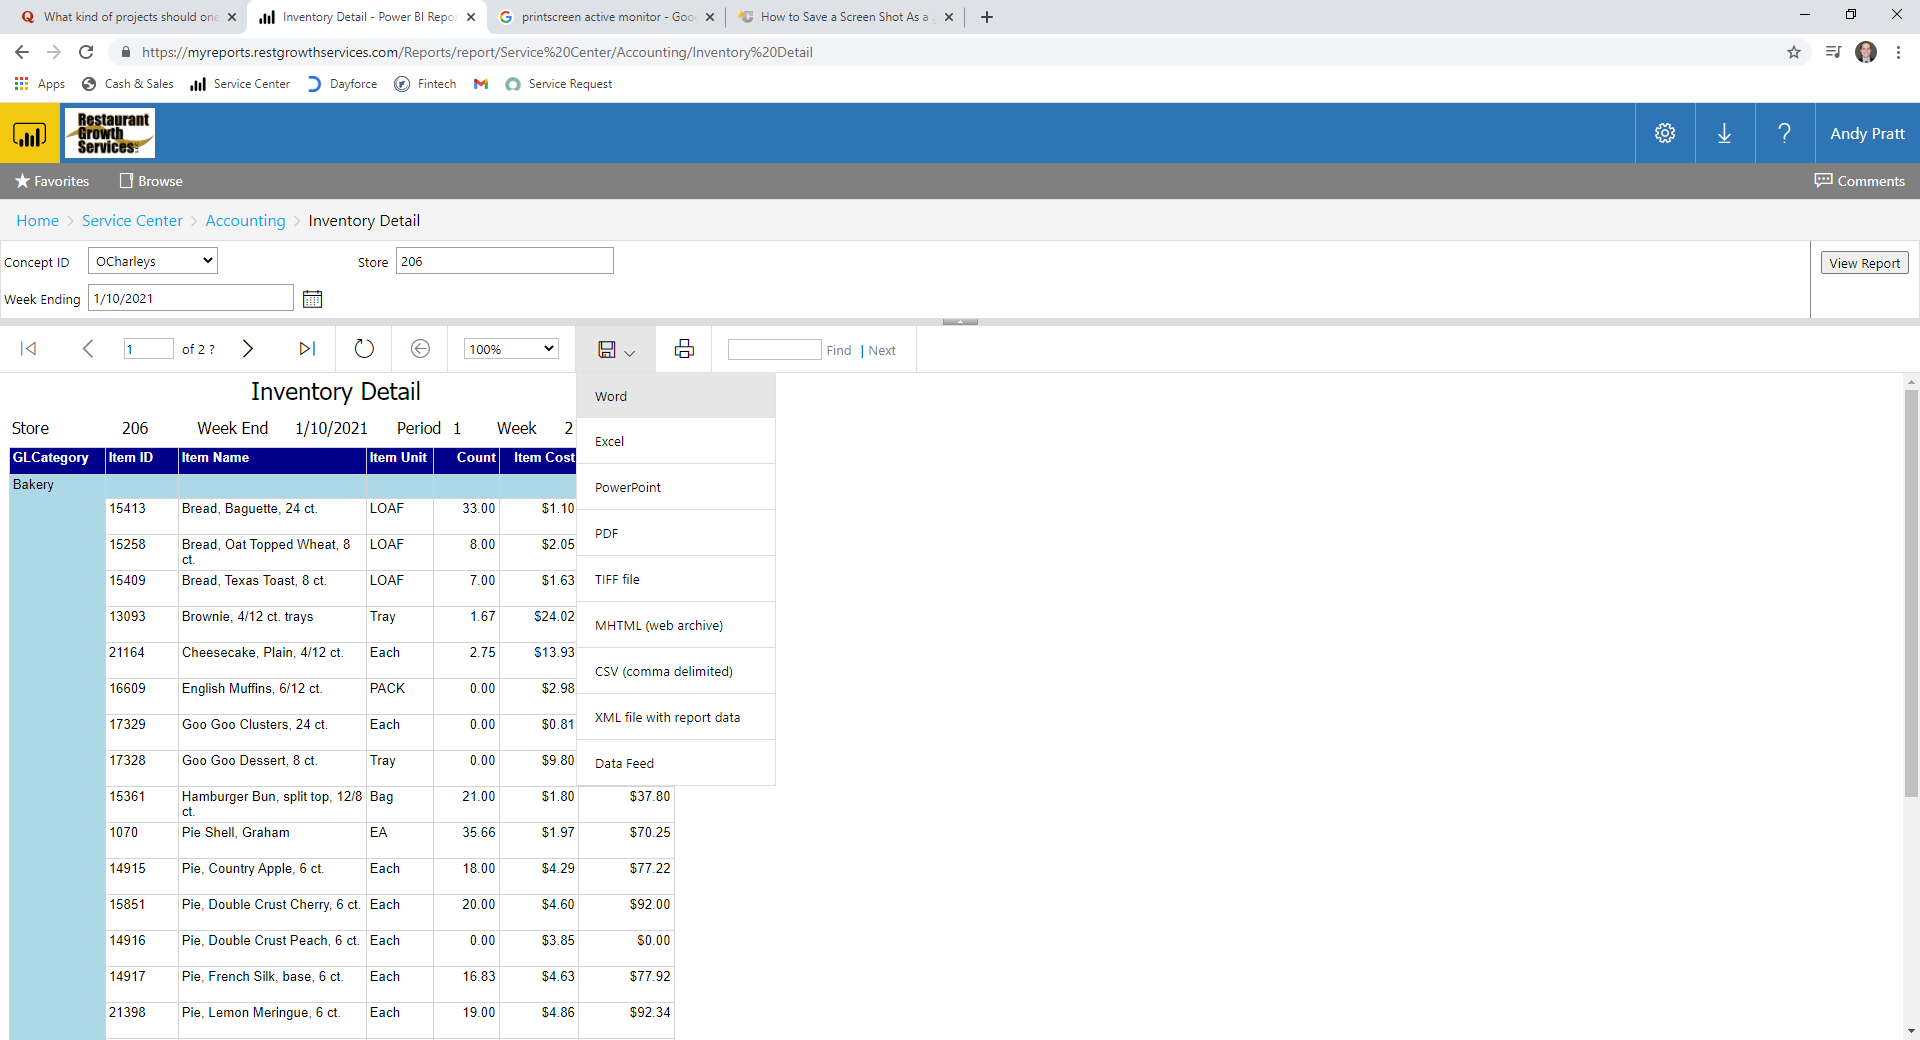 What kind of projects should one
Inventory Detail - Power BI Repor
printscreen active monitor - Goo
How to Save a Screen Shot As a
https://myreports.restgrowthservices.com/Reports/report/Service%20Center/Accounting/Inventory%20Detail
Apps Cash & Sales Service Center Dayforce Fintech Service Request
Restaurant
Growth
Services
Andy Pratt
Favorites Browse Comments
Home > Service Center > Accounting > Inventory Detail
Concept ID OCharleys Store 206 View Report
Week Ending 1/10/2021
1 of 2 ? 100% Find | Next
Inventory Detail
Store 206 Week End 1/10/2021 Period 1 Week 2
GLCategory Item ID Item Name Item Unit Count Item Cost
Bakery
15413 Bread, Baguette, 24 ct. LOAF 33.00 $1.10
15258 Bread, Oat Topped Wheat, 8 ct. LOAF 8.00 $2.05
15409 Bread, Texas Toast, 8 ct. LOAF 7.00 $1.63
13093 Brownie, 4/12 ct. trays Tray 1.67 $24.02
21164 Cheesecake, Plain, 4/12 ct. Each 2.75 $13.93
16609 English Muffins, 6/12 ct. PACK 0.00 $2.98
17329 Goo Goo Clusters, 24 ct. Each 0.00 $0.81
17328 Goo Goo Dessert, 8 ct. Tray 0.00 $9.80
15361 Hamburger Bun, split top, 12/8 ct. Bag 21.00 $1.80 $37.80
1070 Pie Shell, Graham EA 35.66 $1.97 $70.25
14915 Pie, Country Apple, 6 ct. Each 18.00 $4.29 $77.22
15851 Pie, Double Crust Cherry, 6 ct. Each 20.00 $4.60 $92.00
14916 Pie, Double Crust Peach, 6 ct. Each 0.00 $3.85 $0.00
14917 Pie, French Silk, base, 6 ct. Each 16.83 $4.63 $77.92
21398 Pie, Lemon Meringue, 6 ct. Each 19.00 $4.86 $92.34
Word
Excel
PowerPoint
PDF
TIFF file
MHTML (web archive)
CSV (comma delimited)
XML file with report data
Data Feed